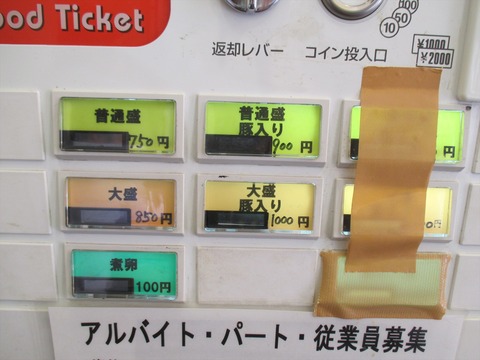 ood Ticket
返却レバー
コイン投入口
100
50
10
¥1000
¥2000
普通盛
750円
普通盛
豚入り
900円
大盛
850円
大盛
豚入り
1000円
煮卵
100円
アルバイト・パート・従業員募集